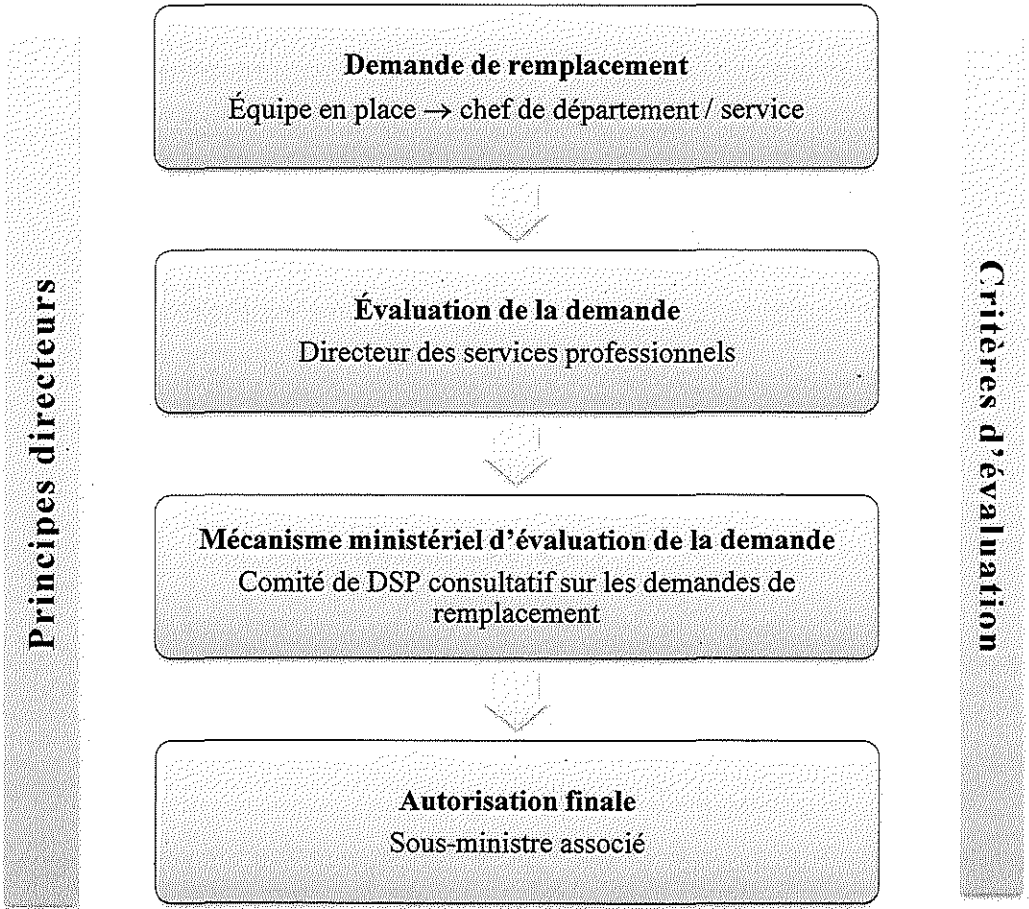 Demande de remplacement
Équipe en place → chef de département / service
Évaluation de la demande
Directeur des services professionnels
Mécanisme ministériel d'évaluation de la demande
Comité de DSP consultatif sur les demandes de
remplacement
Autorisation finale
Sous-ministre associé
Principes directeurs
Critères d'évaluation